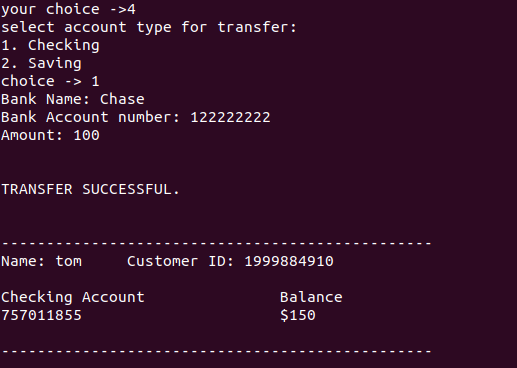 your choice ->4
select account type for transfer:
1. Checking
2. Saving
choice -> 1
Bank Name: Chase
Bank Account number: 122222222
Amount: 100
TRANSFER SUCCESSFUL.
------------------------------------------------
Name: tom     Customer ID: 1999884910
Checking Account               Balance
757011855                      $150
------------------------------------------------